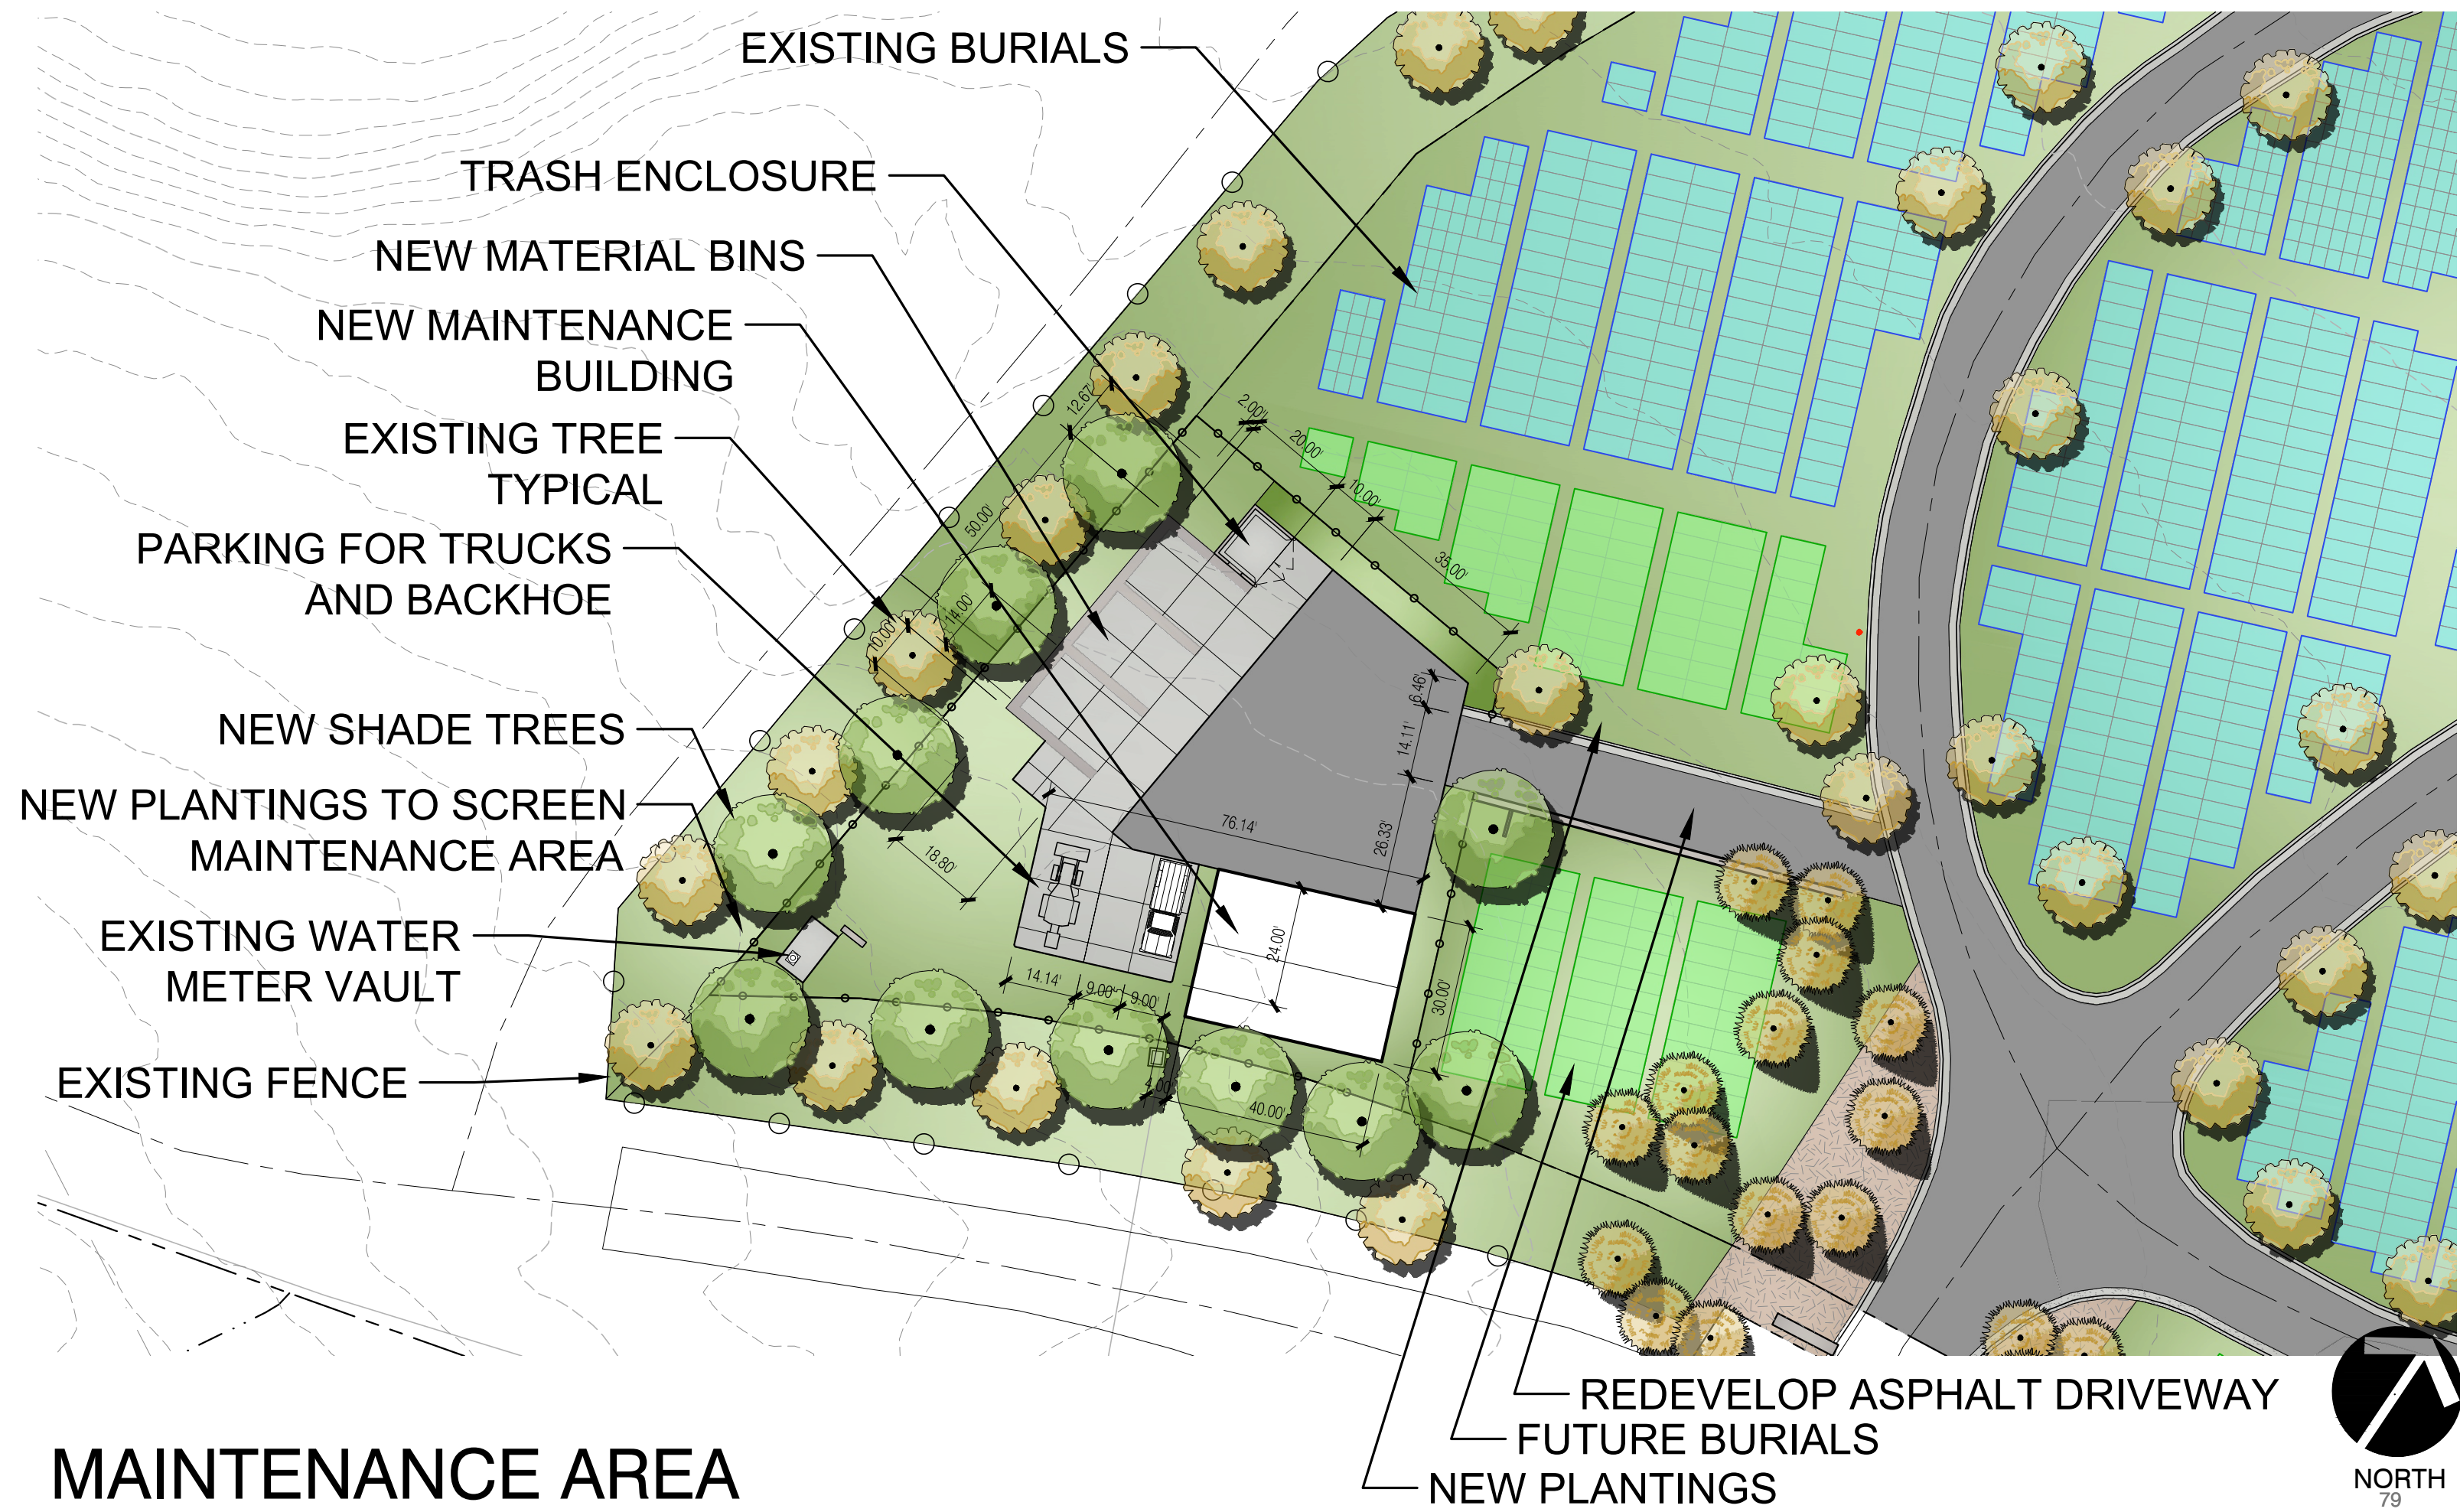 EXISTING BURIALS
TRASH ENCLOSURE
NEW MATERIAL BINS
NEW MAINTENANCE
BUILDING
EXISTING TREE
TYPICAL
PARKING FOR TRUCKS
AND BACKHOE
NEW SHADE TREES
NEW PLANTINGS TO SCREEN
MAINTENANCE AREA
EXISTING WATER
METER VAULT
EXISTING FENCE
12.67'
2.00'
20.00'
10.00'
35.00'
50.00'
14.00'
10.00'
6.46'
14.11'
26.33'
76.14'
18.80'
24.00'
14.14'
9.00'
9.00'
30.00'
4.00'
40.00'
REDEVELOP ASPHALT DRIVEWAY
FUTURE BURIALS
NEW PLANTINGS
MAINTENANCE AREA
NORTH
79